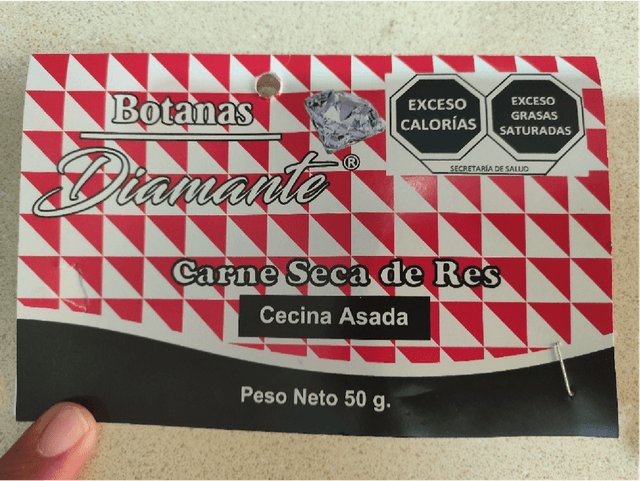 Botanas
Diamante®
EXCESO
CALORÍAS
EXCESO
GRASAS
SATURADAS
SECRETARÍA DE SALUD
Carne Seca de Res
Cecina Asada
Peso Neto 50 g.